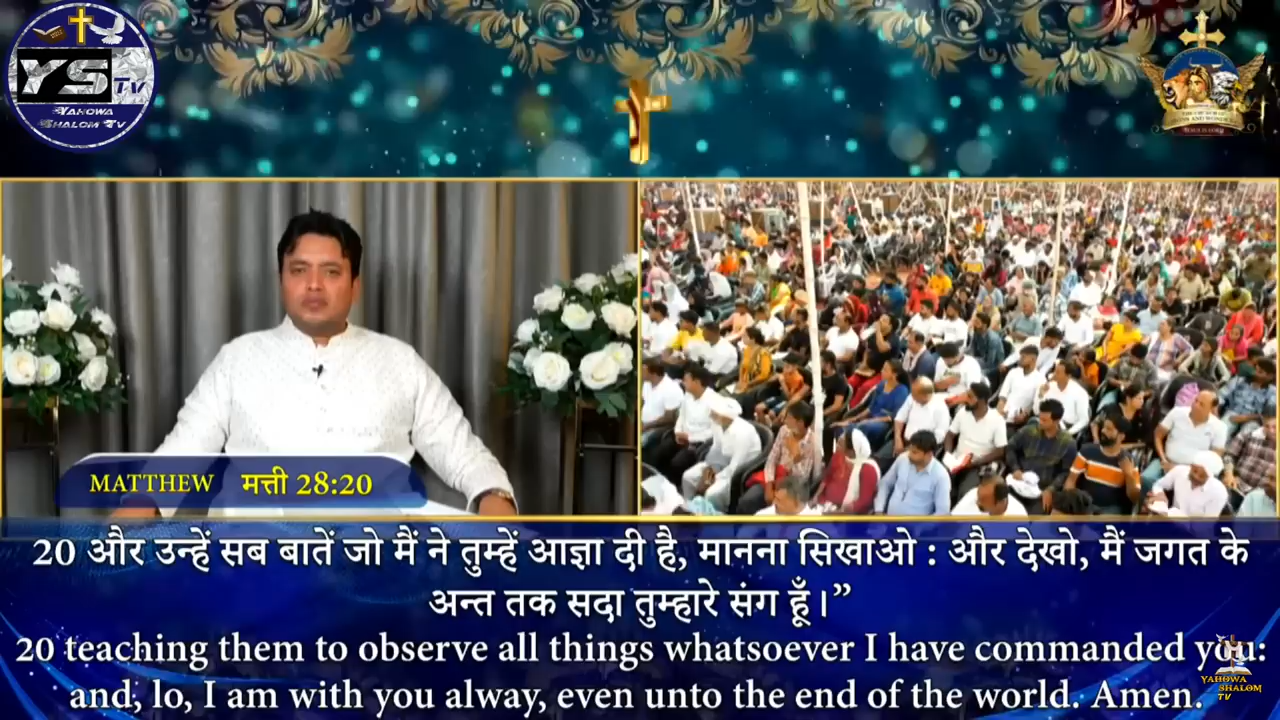 YS TV
YAHOWA
SHALOM TV
MATTHEW मत्ती 28:20
20 और उन्हें सब बातें जो मैं ने तुम्हें आज्ञा दी है, मानना सिखाओ : और देखो, मैं जगत के
अन्त तक सदा तुम्हारे संग हूँ।”
20 teaching them to observe all things whatsoever I have commanded you:
and, lo, I am with you alway, even unto the end of the world. Amen.
YAHOWA
SHALOM
TV